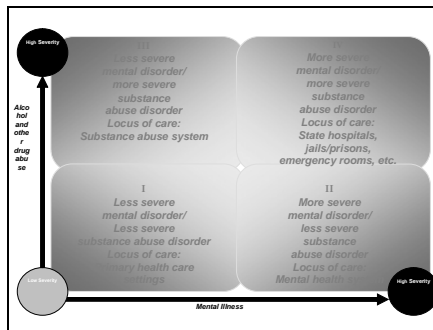 High Severity
Alco
hol and
othe
r drug
abu
se
III
Less severe
mental disorder/
more severe
substance
abuse disorder
Locus of care:
Substance abuse system
More severe
mental disorder/
more severe
substance
abuse disorder
Locus of care:
State hospitals,
jails/prisons,
emergency rooms, etc.
I
Less severe
mental disorder/
Less severe
substance abuse disorder
Locus of care:
health care
II
More severe
mental disorder/
less severe
substance
abuse disorder
Locus of care:
Mental health
Low Severity
High Severity
Mental Illness